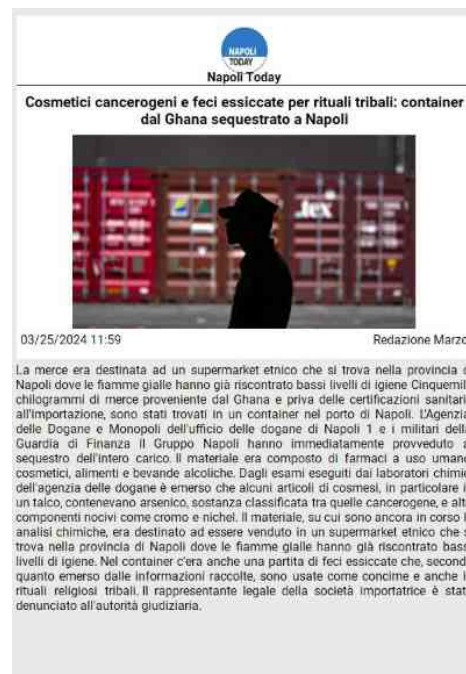 NAPOLI
TODAY
Napoli Today
Cosmetici cancerogeni e feci essiccate per rituali tribali: container
dal Ghana sequestrato a Napoli
03/25/2024 11:59
Redazione Marzo
La merce era destinata ad un supermarket etnico che si trova nella provincia d
Napoli dove le fiamme gialle hanno già riscontrato bassi livelli di igiene Cinquemil
chilogrammi di merce proveniente dal Ghana e priva delle certificazioni sanitari
all'importazione, sono stati trovati in un container nel porto di Napoli. L'Agenzia
delle Dogane e Monopoli dell'ufficio delle dogane di Napoli 1 e i militari della
Guardia di Finanza il Gruppo Napoli hanno immediatamente provveduto a
sequestro dell'intero carico. Il materiale era composto di farmaci a uso umano
cosmetici, alimenti e bevande alcoliche. Dagli esami eseguiti dai laboratori chimic
dell'agenzia delle dogane è emerso che alcuni articoli di cosmesi, in particolare i
un talco, contenevano arsenico, sostanza classificata tra quelle cancerogene, e alt
componenti nocivi come cromo e nichel. Il materiale, su cui sono ancora in corso l
analisi chimiche, era destinato ad essere venduto in un supermarket etnico che s
trova nella provincia di Napoli dove le fiamme gialle hanno già riscontrato bass
livelli di igiene. Nel container c'era anche una partita di feci essiccate che, second
quanto emerso dalle informazioni raccolte, sono usate come concime e anche i
rituali religiosi tribali. Il rappresentante legale della società importatrice è stat
denunciato all'autorità giudiziaria.